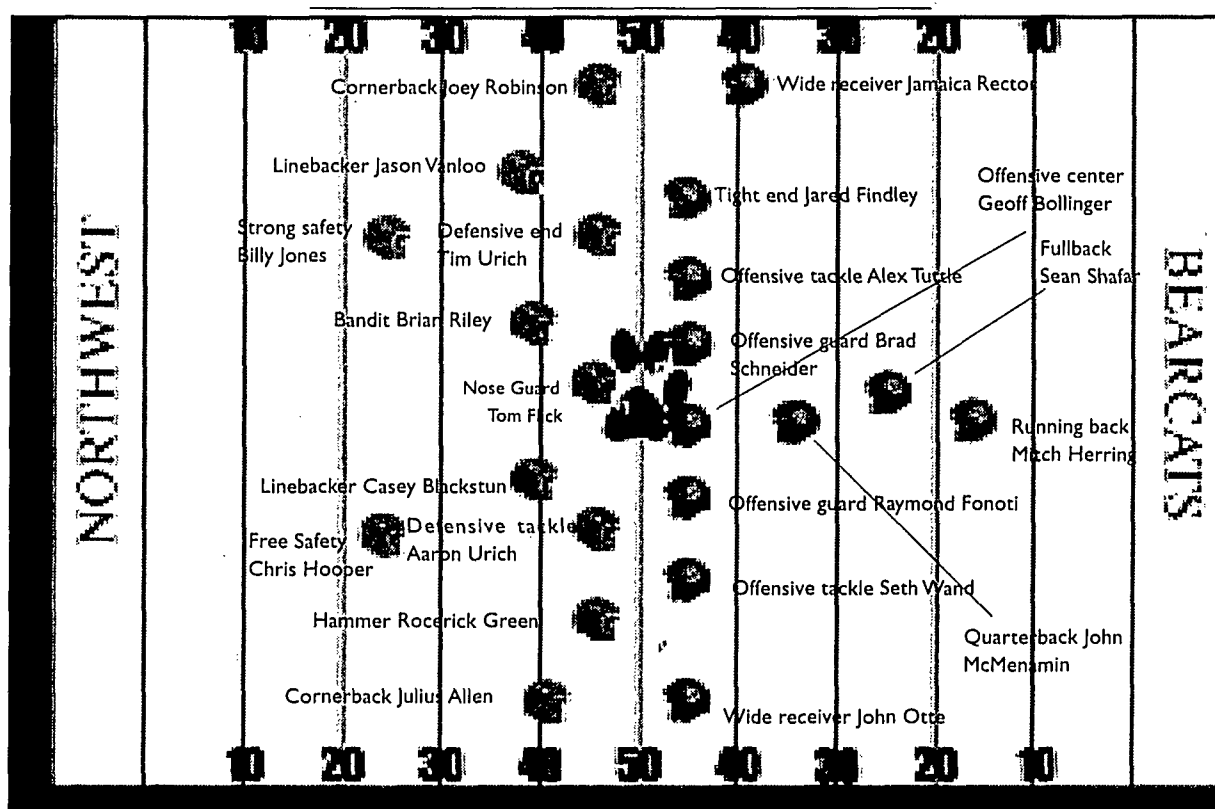 10 20 30 40 50 40 30 20 10
Cornerback Joey Robinson
Wide receiver Jamaica Rector
Linebacker Jason Vanloo
Tight end Jared Findley
Offensive center
Geoff Bollinger
Strong safety
Billy Jones
Defensive end
Tim Urich
Fullback
Sean Shafar
Offensive tackle Alex Tuttle
Bandit Brian Riley
Offensive guard Brad
Schneider
Nose Guard
Tom Flick
Running back
Mitch Herring
Linebacker Casey Blackstun
Offensive guard Raymond Fonoti
Free Safety
Chris Hooper
Defensive tackle
Aaron Urich
Offensive tackle Seth Wand
Hammer Rocerick Green
Quarterback John
McMenamin
Cornerback Julius Allen
Wide receiver John Otte
10 20 30 40 50 40 30 20 10
NORTHWEST
BEARCATS